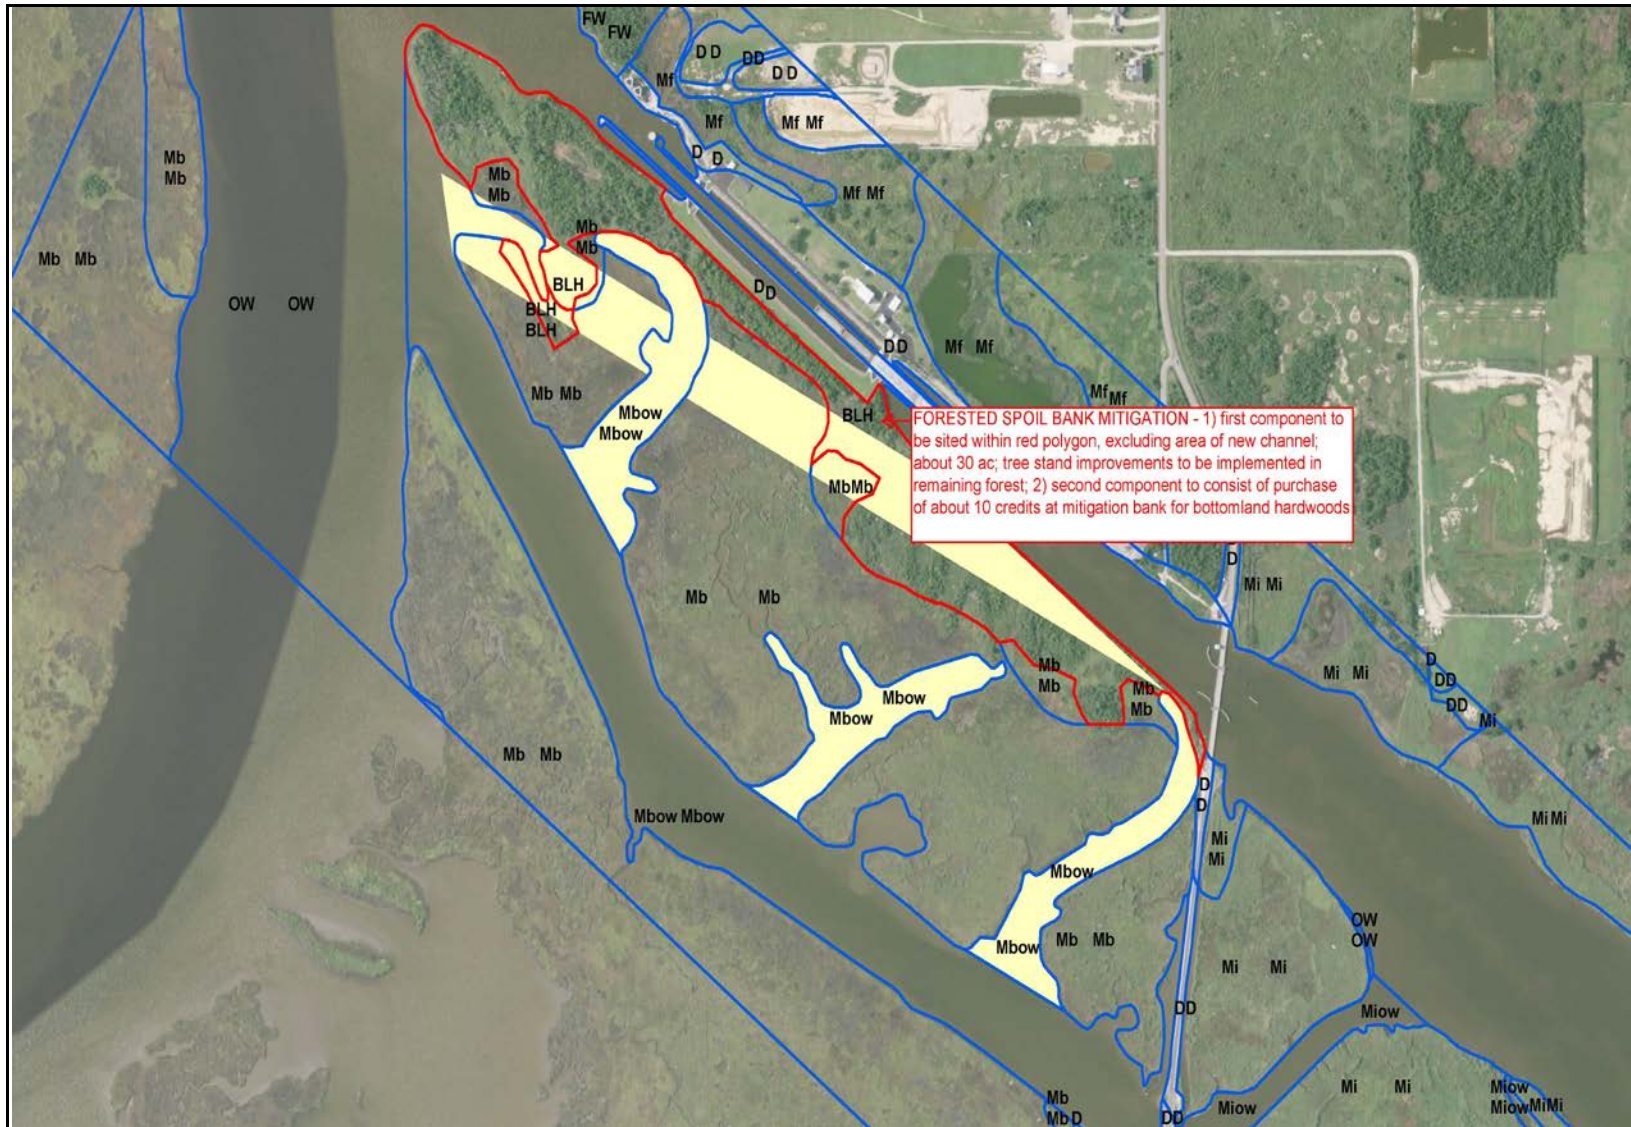 FW
FW
D D
DD
D D
Mf
Mf
Mf Mf
D D
Mf Mf
Mb
Mb
Mb
Mb
Mb
Mb
Mb Mb
OW OW
BLH
BLH
BLH
D D
D D
Mf Mf
Mb Mb
Mbow
Mbow
BLH
Mf Mf
FORESTED SPOIL BANK MITIGATION - 1) first component to
be sited within red polygon, excluding area of new channel;
about 30 ac; tree stand improvements to be implemented in
remaining forest; 2) second component to consist of purchase
of about 10 credits at mitigation bank for bottomland hardwoods
MbMb
D
Mi Mi
Mb Mb
Mb
Mb
Mb
Mb
Mi Mi
D
DD
DD
Mi
Mbow
Mbow
Mb Mb
D
D
Mbow Mbow
Mi
Mi
Mi Mi
Mbow
OW
OW
Mbow
Mb Mb
Mi Mi
DD
Miow
Mi Mi
Miow
Miow Mi Mi
Mb
Mb D
DD
Miow